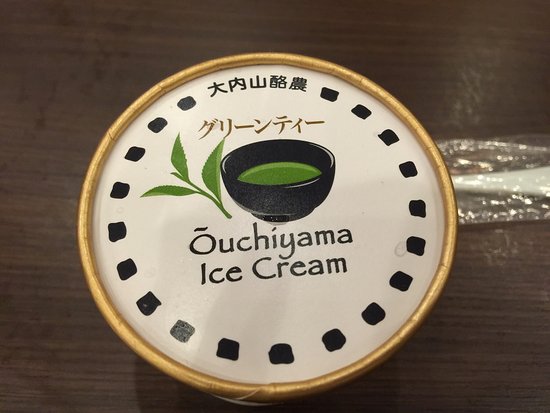 大内山酪農
グリーンティー
Ōuchiyama
Ice Cream